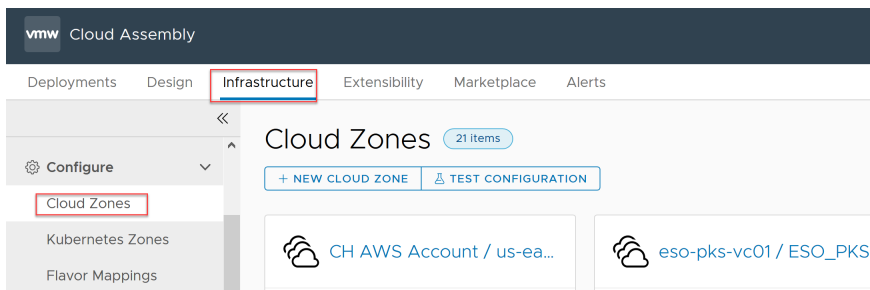 vmw Cloud Assembly
Deployments Design Infrastructure Extensibility Marketplace Alerts
Cloud Zones 21 items
Configure
+ NEW CLOUD ZONE TEST CONFIGURATION
Cloud Zones
Kubernetes Zones
CH AWS Account / us-ea... eso-pks-vc01 / ESO_PKS
Flavor Mappings